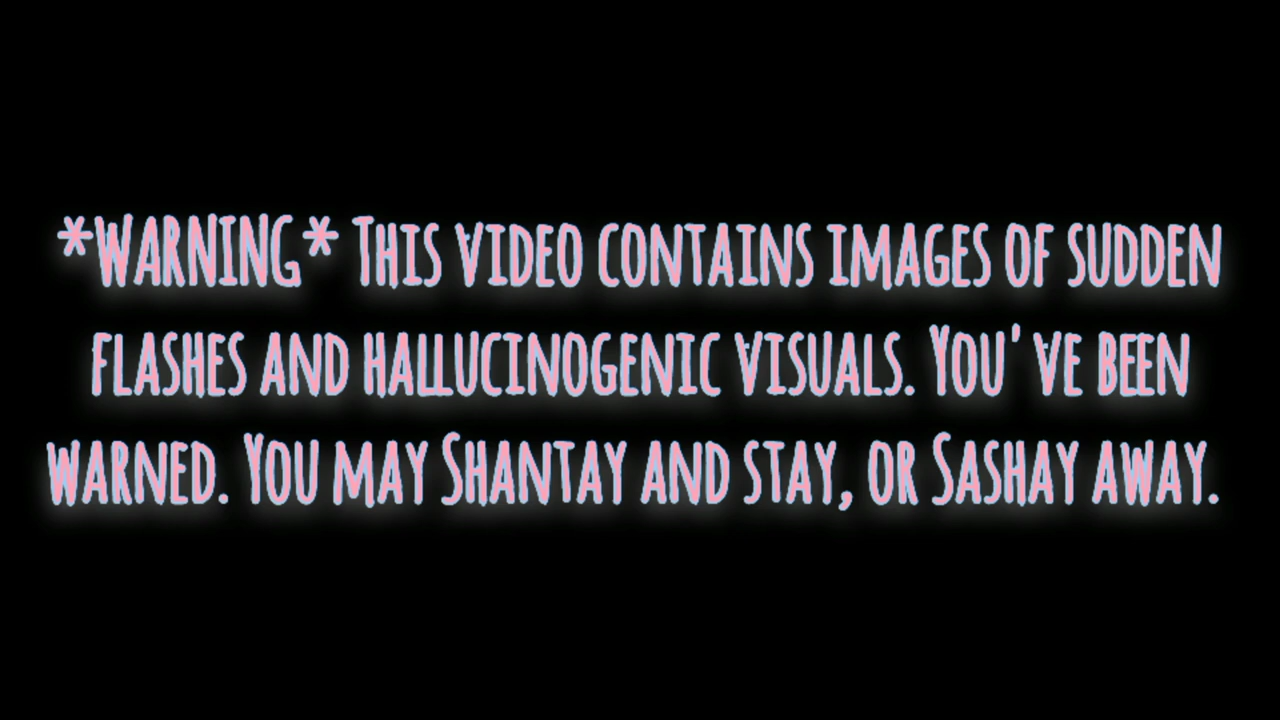 *WARNING* This video contains images of sudden
flashes and hallucinogenic visuals. You've been
warned. You may Shantay and stay, or Sashay away.